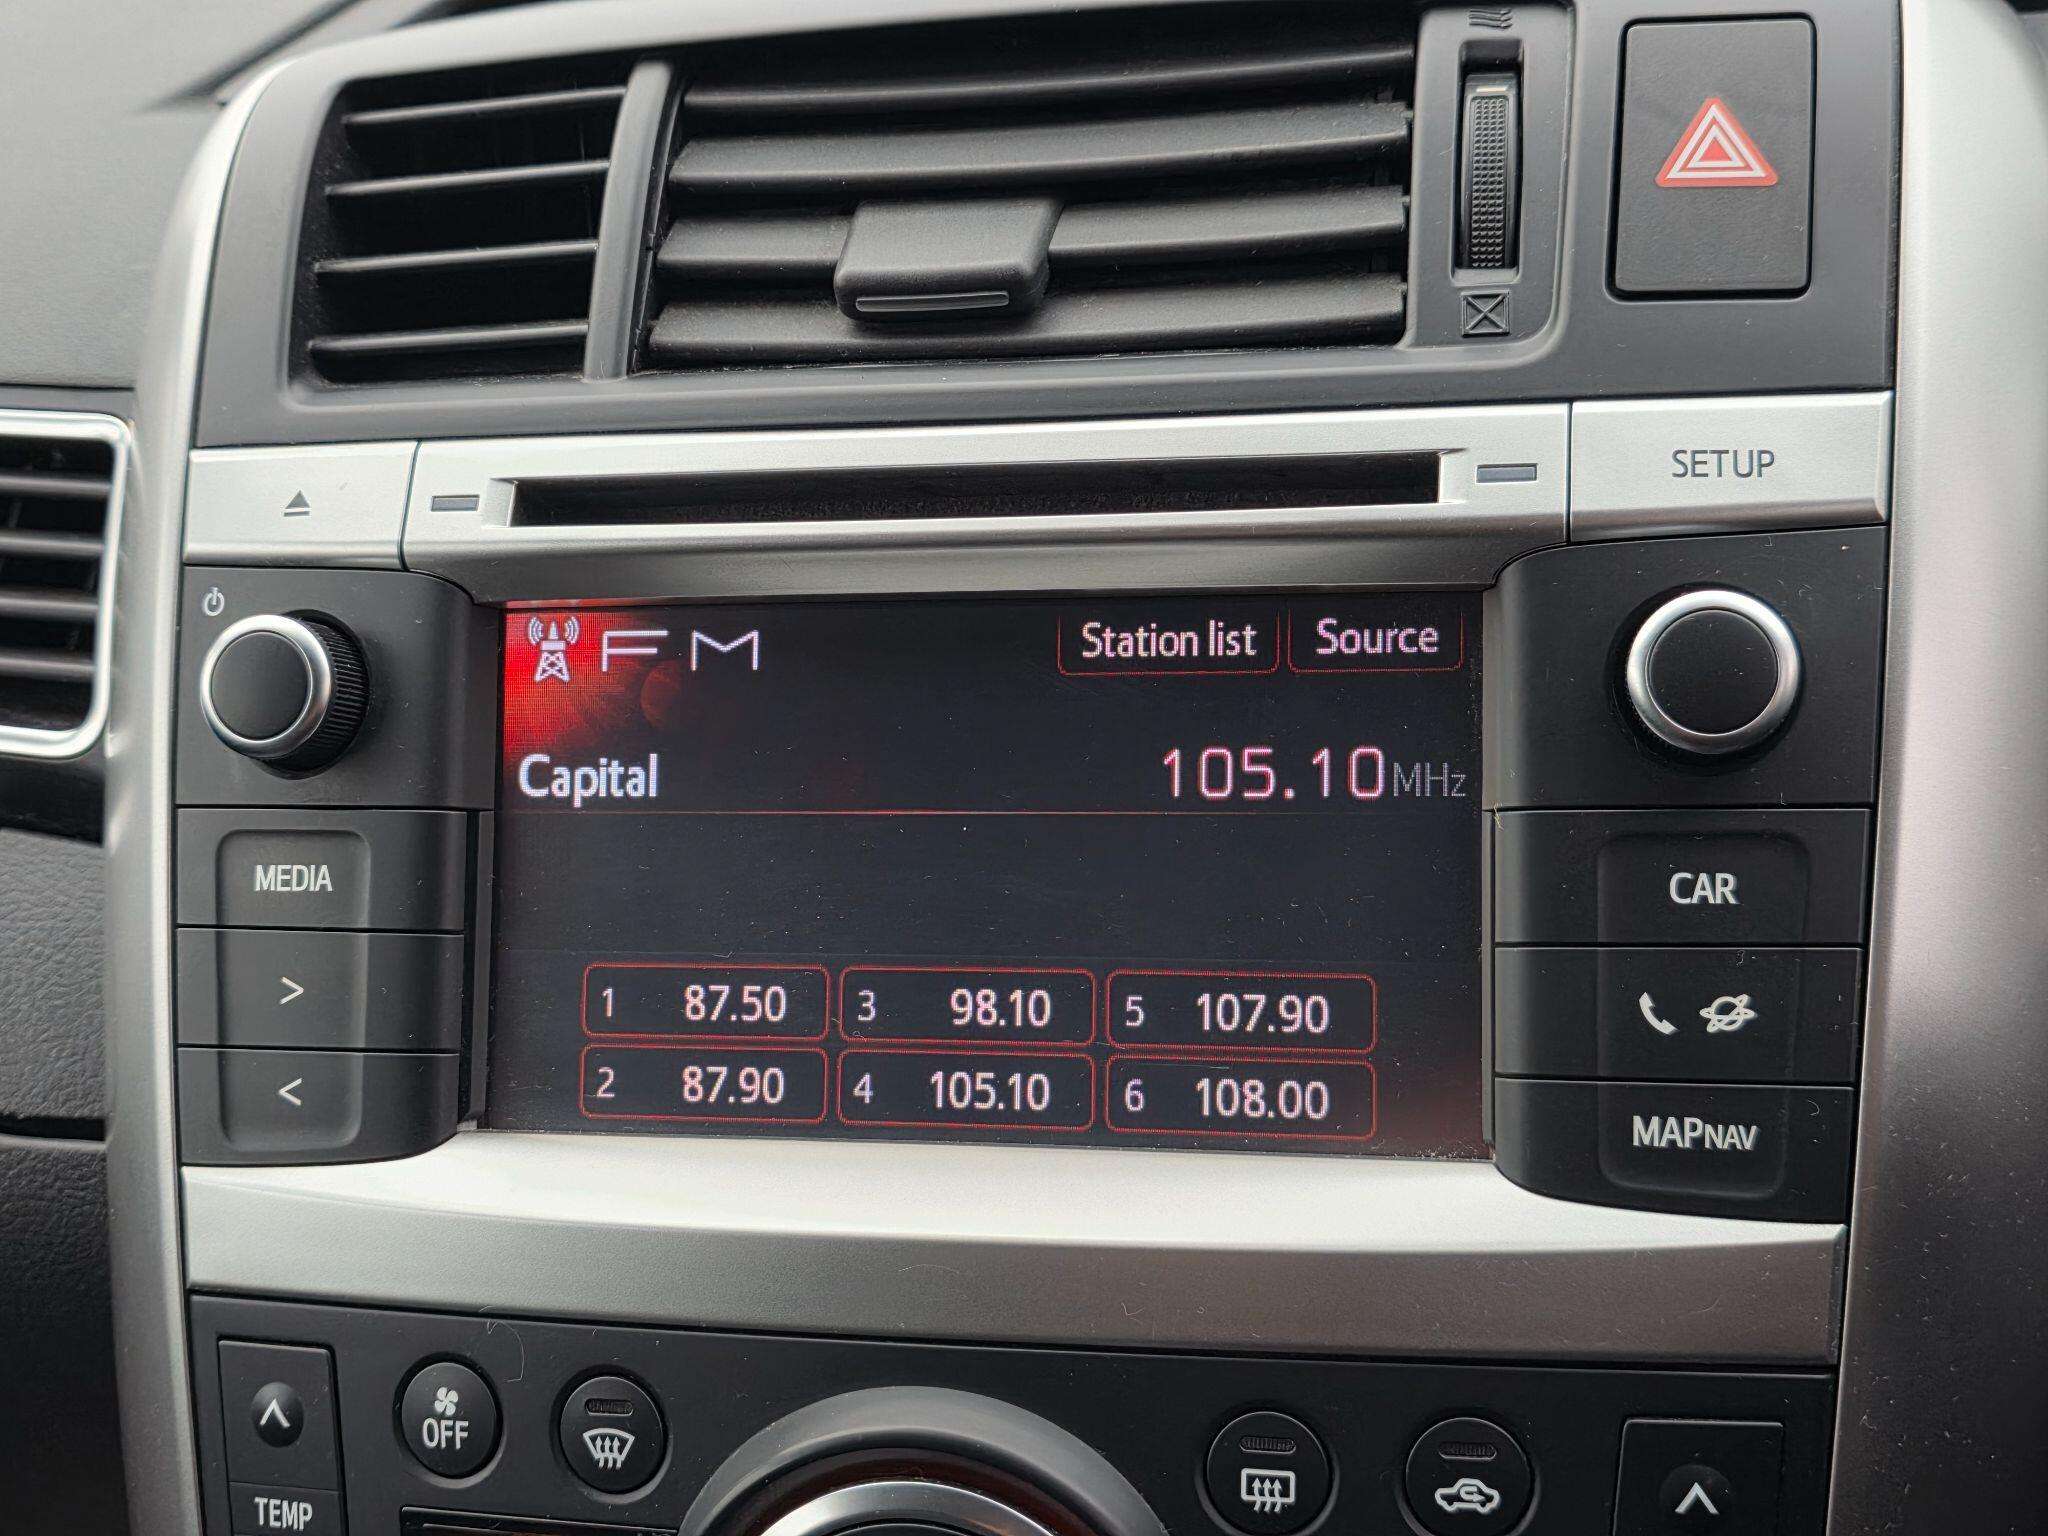 SETUP
FM Station list Source
Capital 105.10MHz
MEDIA
CAR
>
1 87.50 3 98.10 5 107.90
2 87.90 4 105.10 6 108.00
<
MAPNAV
OFF
TEMP